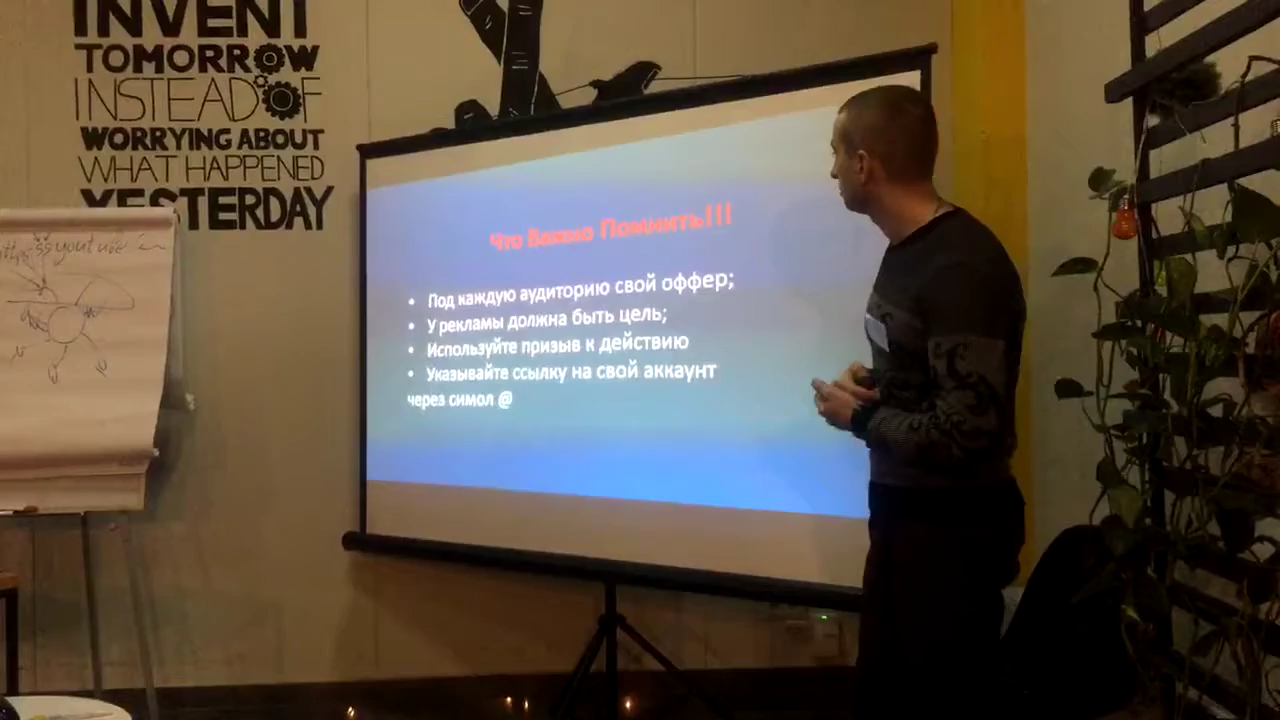 INVENT
TOMORROW
INSTEAD OF
WORRYING ABOUT
WHAT HAPPENED
YESTERDAY
youtube
Что Важно Помнить!!!
• Под каждую аудиторию свой оффер;
• У рекламы должна быть цель;
• Используйте призыв к действию
• Указывайте ссылку на свой аккаунт
через симол @